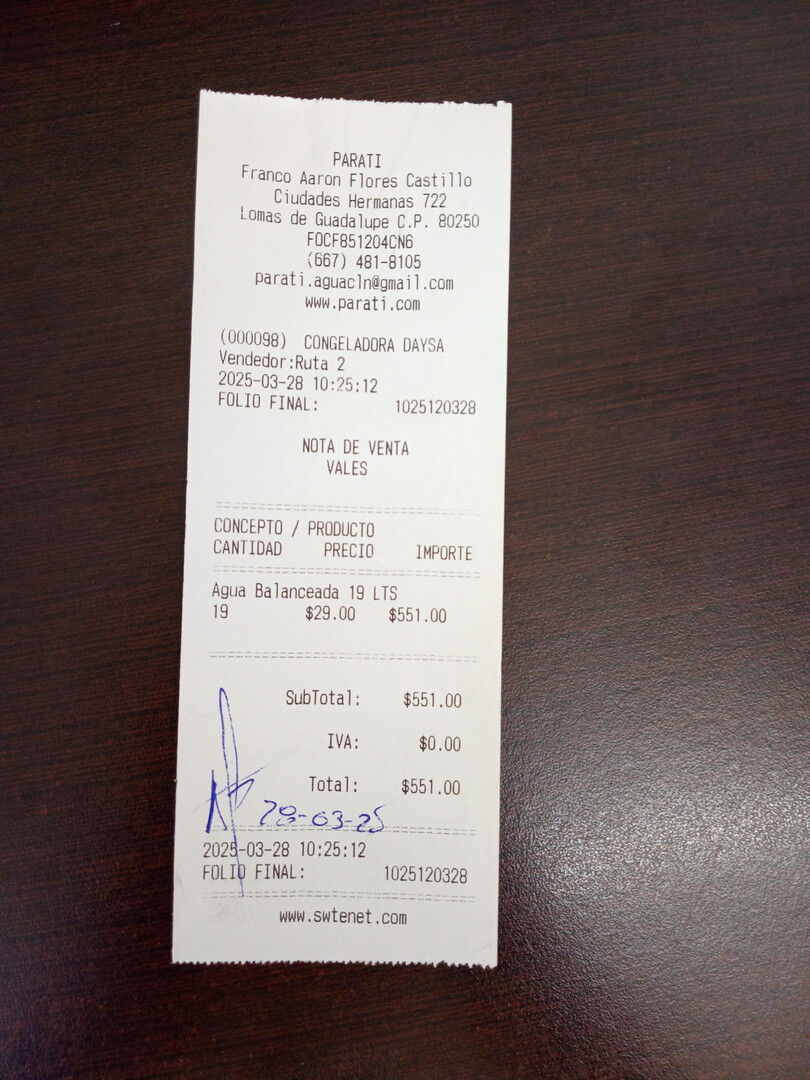 PARATI
Franco Aaron Flores Castillo
Ciudades Hermanas 722
Lomas de Guadalupe C.P. 80250
FOCF851204CN6
(667) 481-8105
parati.aguacln@gmail.com
www.parati.com
(000098) CONGELADORA DAYSA
Vendedor:Ruta 2
2025-03-28 10:25:12
FOLIO FINAL: 1025120328
NOTA DE VENTA
VALES
CONCEPTO / PRODUCTO
CANTIDAD PRECIO IMPORTE
Agua Balanceada 19 LTS
19 $29.00 $551.00
SubTotal: $551.00
IVA: $0.00
Total: $551.00
28-03-25
2025-03-28 10:25:12
FOLIO FINAL: 1025120328
www.swtenet.com